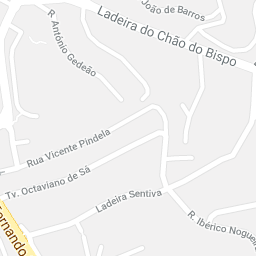 João de Barros
Ladeira do Chão do Bispo
R. António Gedeão
Rua Vicente Pindela
Tv. Octaviano de Sá
Ladeira Sentiva
R. Ibérico Nogue
ernando